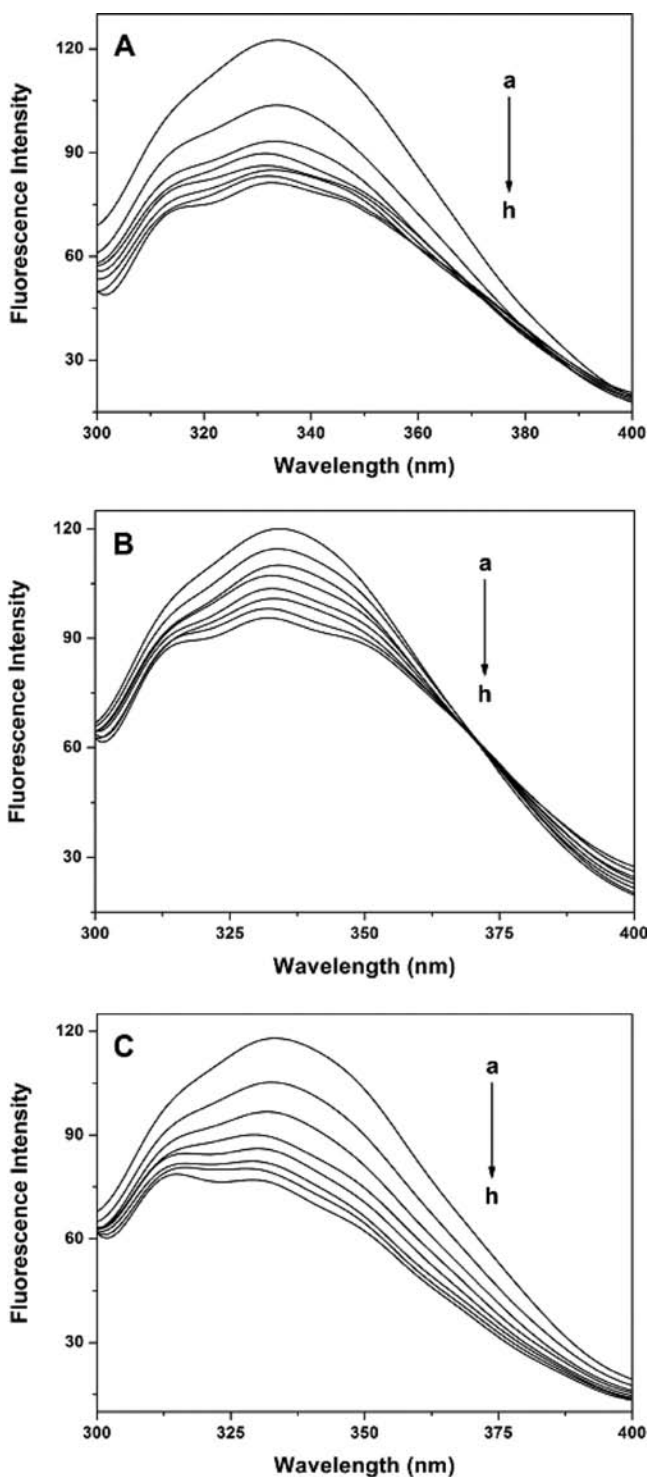 A
a
h
Fluorescence Intensity
120
90
60
30
300 320 340 360 380 400
Wavelength (nm)
B
a
h
Fluorescence Intensity
120
90
60
30
300 325 350 375 400
Wavelength (nm)
C
a
h
Fluorescence Intensity
120
90
60
30
300 325 350 375 400
Wavelength (nm)